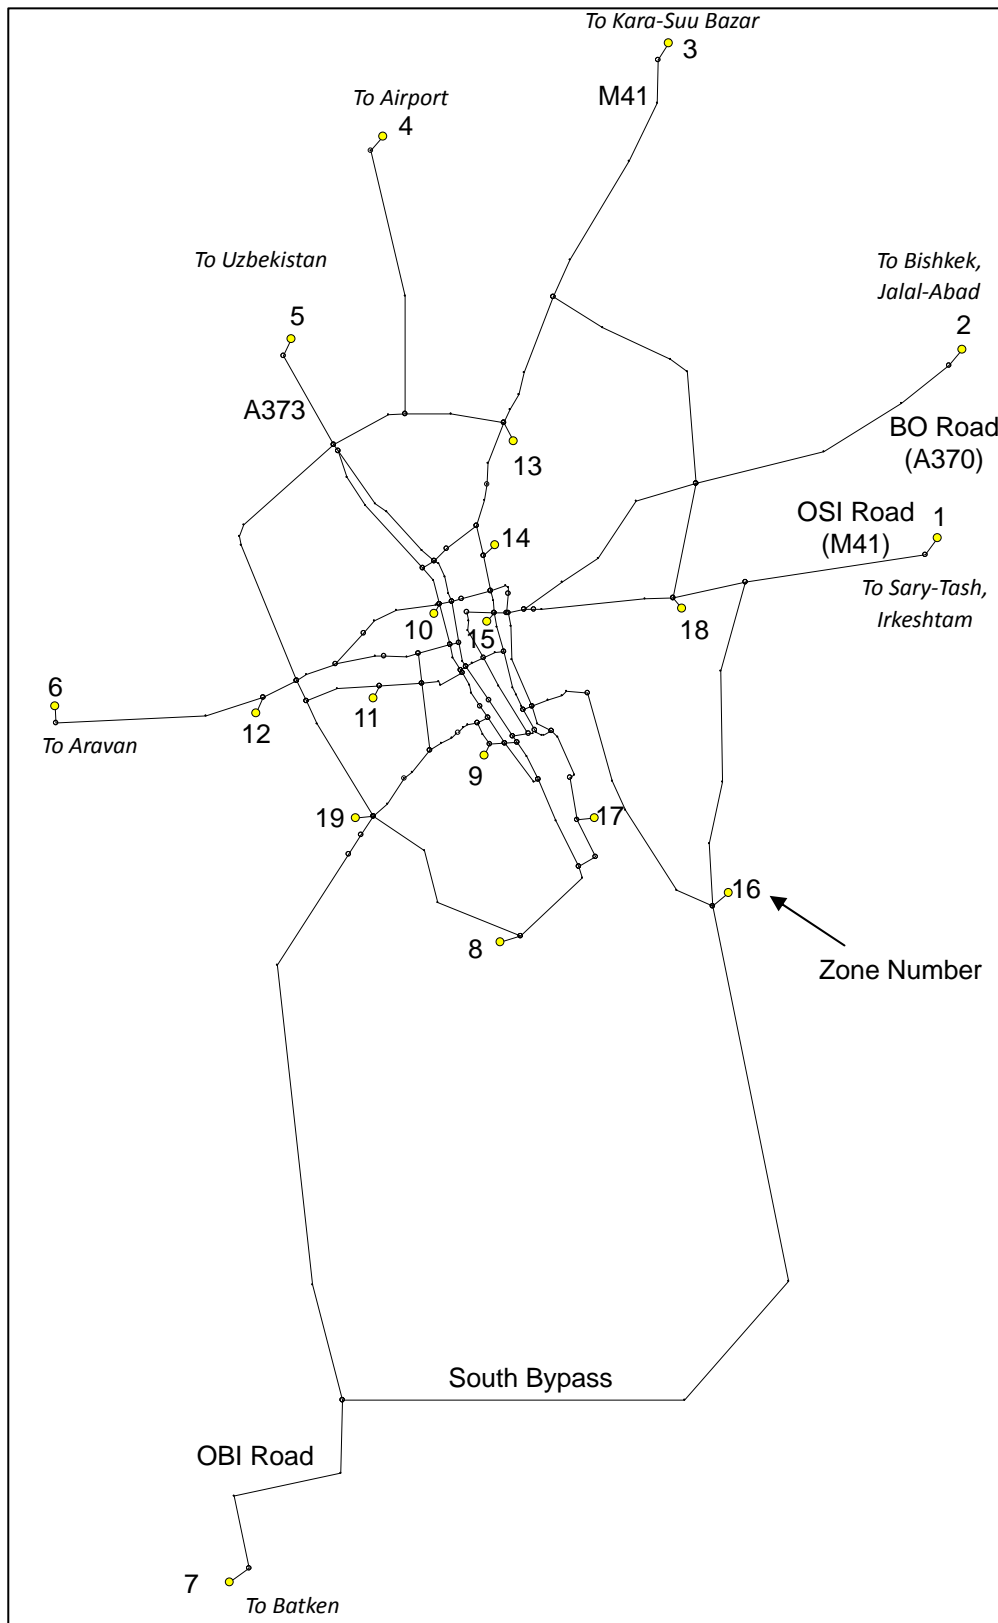 To Kara-Suu Bazar
3
M41
To Airport
4
To Uzbekistan
5
To Bishkek,
Jalal-Abad
2
A373
BO Road
(A370)
13
OSI Road
(M41)
1
14
To Sary-Tash,
Irkeshtam
10
15
18
6
11
12
To Aravan
9
19
17
16
8
Zone Number
South Bypass
OBI Road
7
To Batken